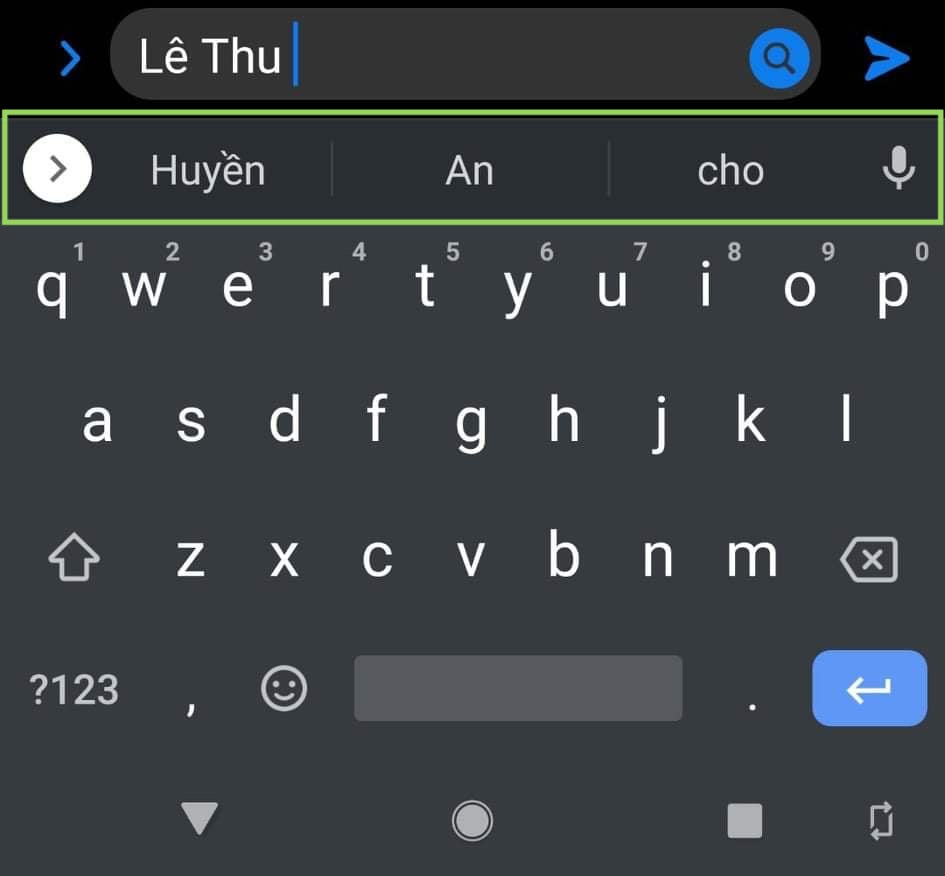 Lê Thu
Huyền An cho
1 2 3 4 5 6 7 8 9 0
q w e r t y u i o p
a s d f g h j k l
z x c v b n m
?123 , .